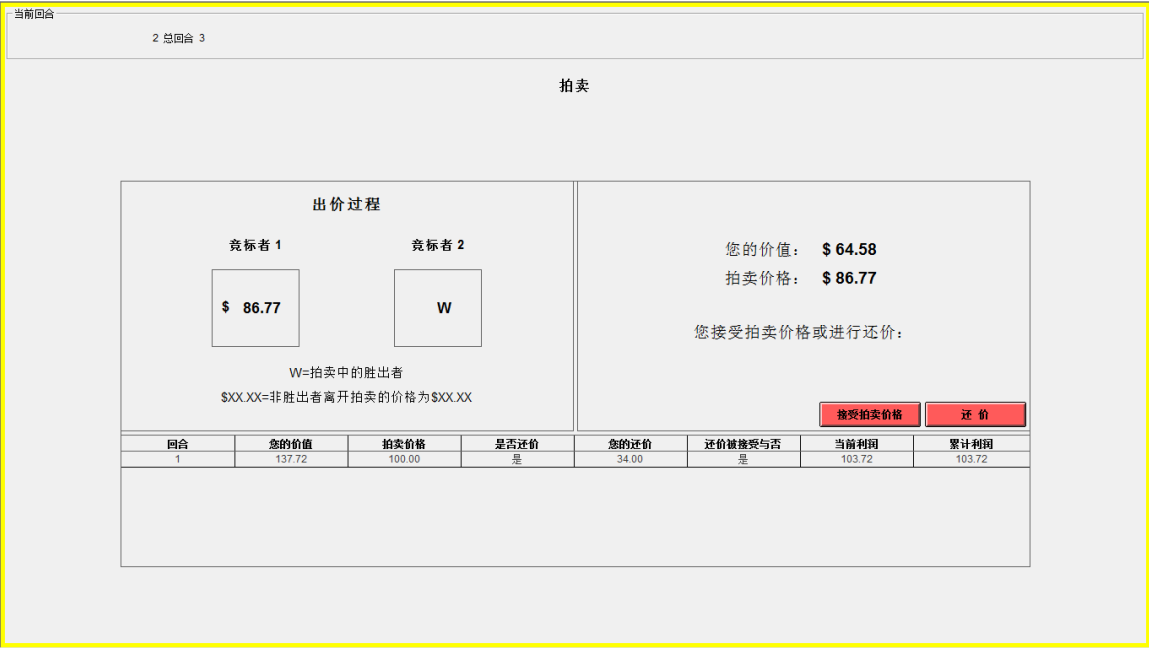 当前回合
2 总回合 3
拍卖
出价过程
竞标者 1 竞标者 2
$ 86.77 W
W=拍卖中的胜出者
$XX.XX=非胜出者离开拍卖的价格为$XX.XX
您的价值： $ 64.58
拍卖价格： $ 86.77
您接受拍卖价格或进行还价：
接受拍卖价格 还 价
回合 您的价值 拍卖价格 是否还价 您的还价 还价被接受与否 当前利润 累计利润
1 137.72 100.00 是 34.00 是 103.72 103.72